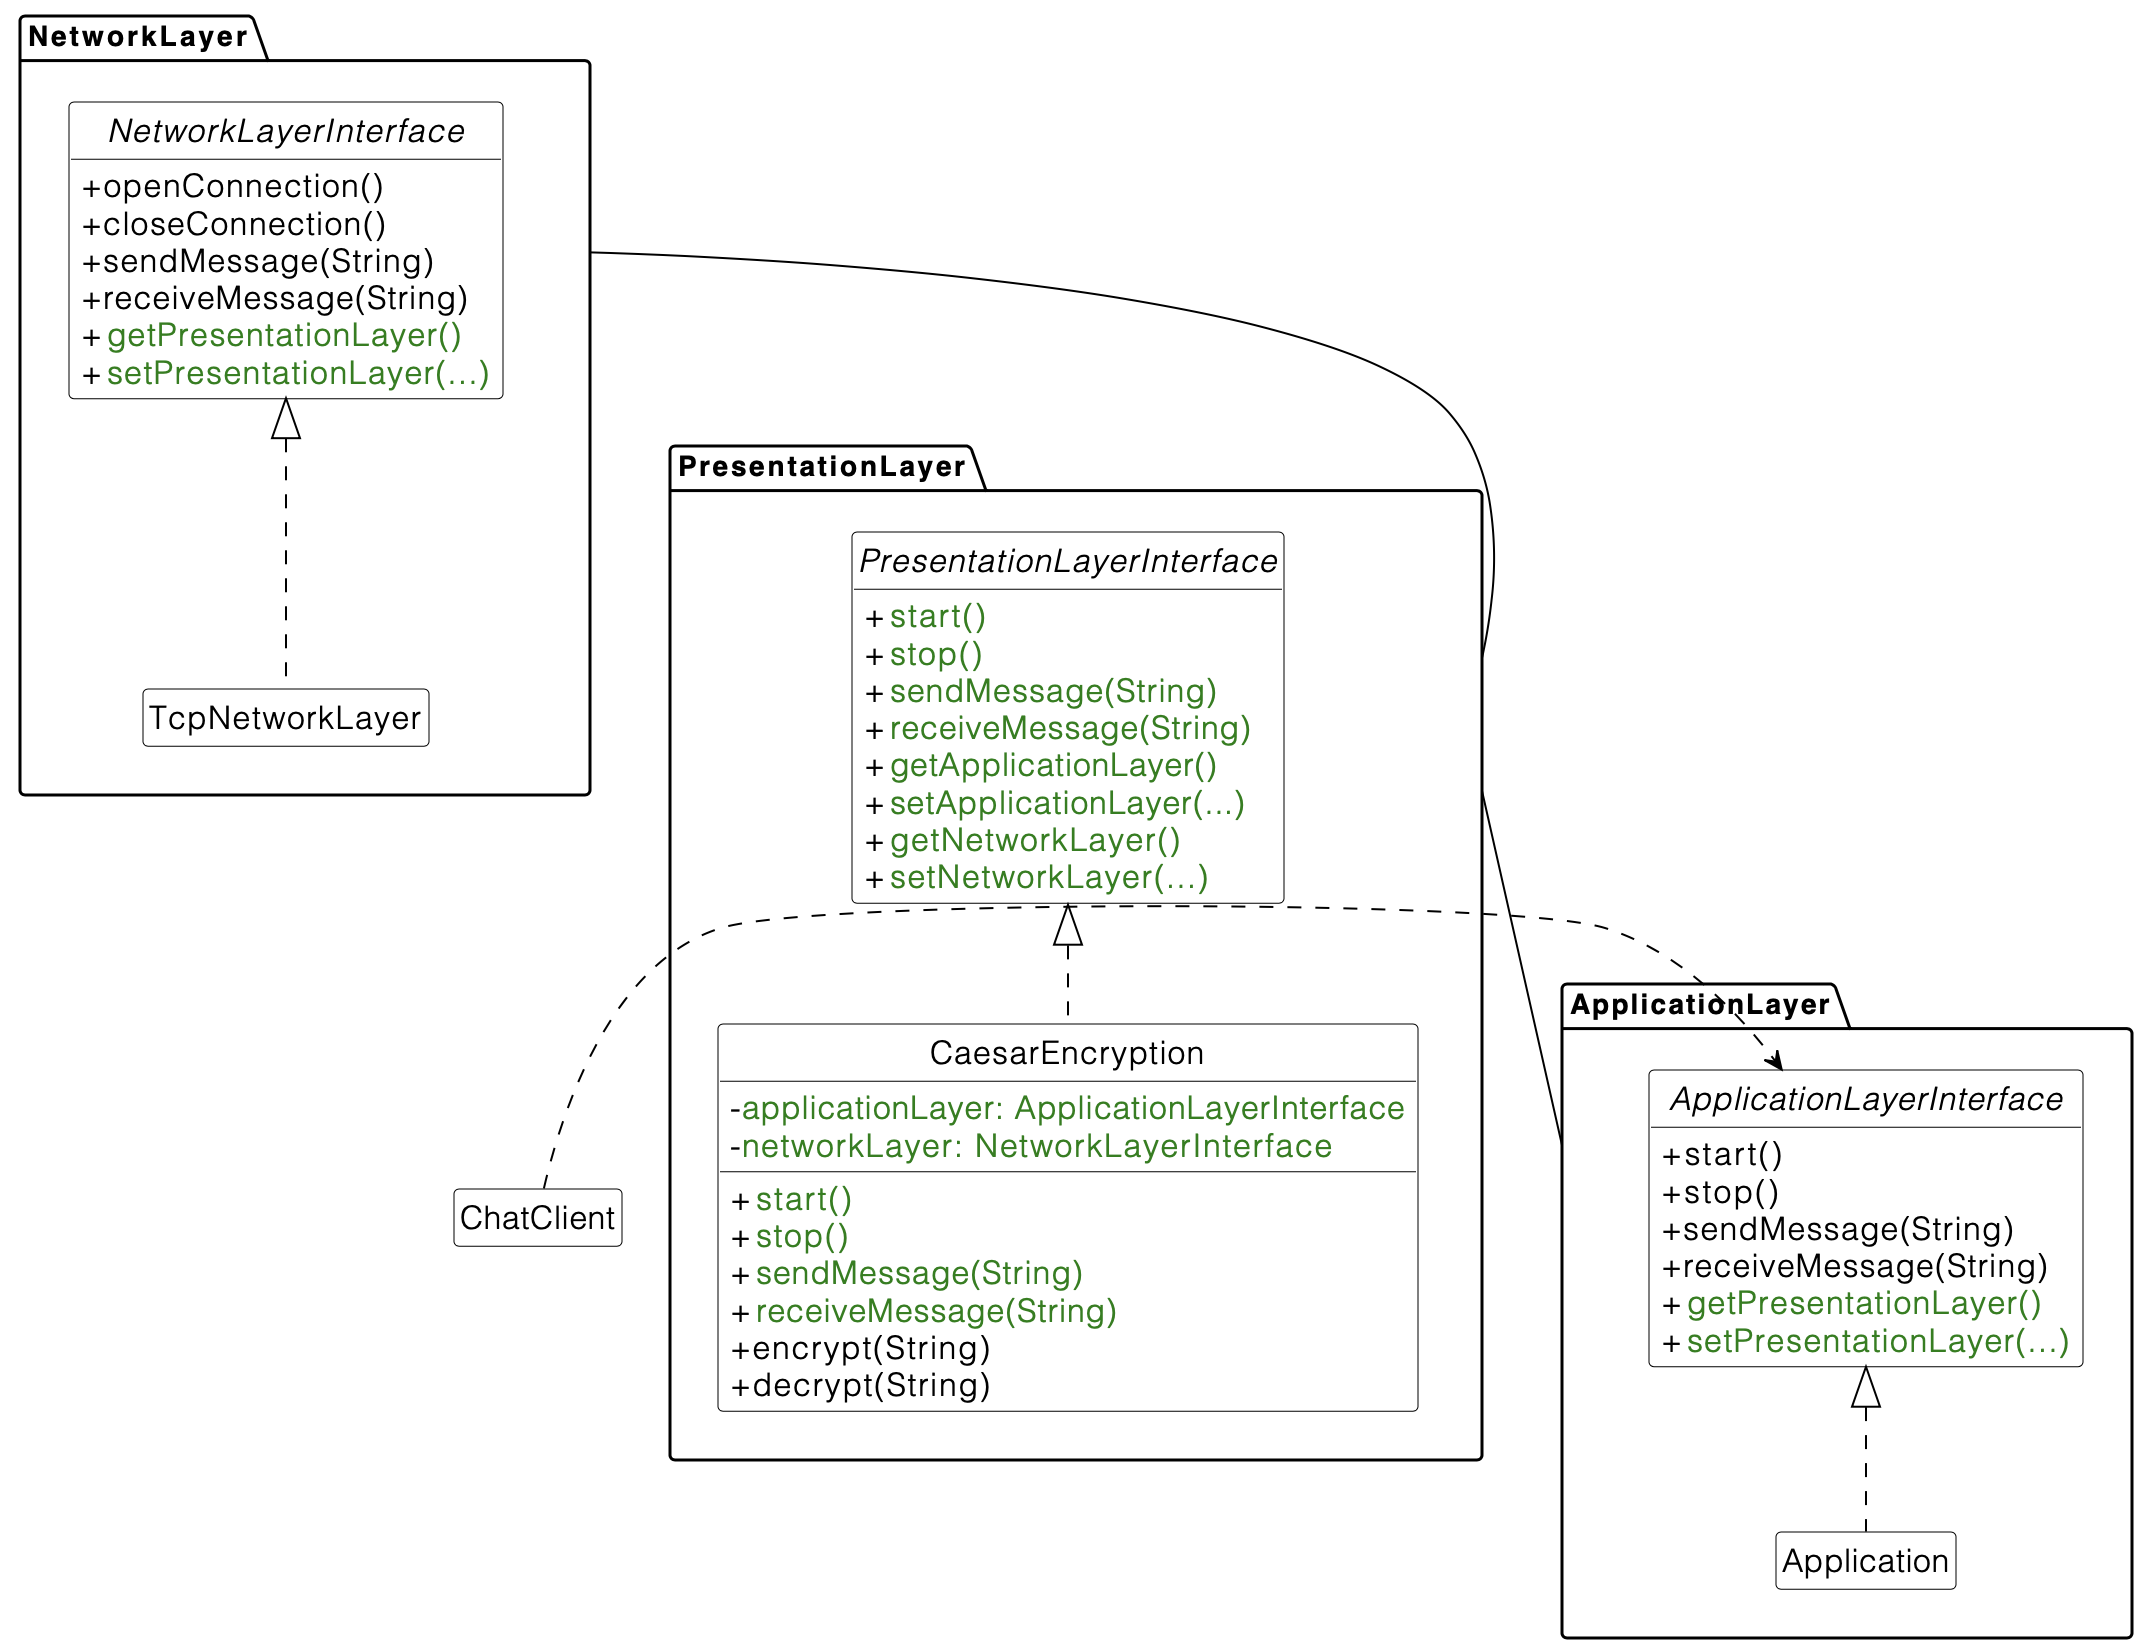 NetworkLayer
NetworkLayerInterface
+openConnection()
+closeConnection()
+sendMessage(String)
+receiveMessage(String)
+ getPresentationLayer()
+ setPresentationLayer(...)
TcpNetworkLayer
PresentationLayer
PresentationLayerInterface
+ start()
+ stop()
+ sendMessage(String)
+ receiveMessage(String)
+ getApplicationLayer()
+ setApplicationLayer(...)
+ getNetworkLayer()
+ setNetworkLayer(...)
CaesarEncryption
-applicationLayer: ApplicationLayerInterface
-networkLayer: NetworkLayerInterface
+ start()
+ stop()
+ sendMessage(String)
+ receiveMessage(String)
+encrypt(String)
+decrypt(String)
ChatClient
ApplicationLayer
ApplicationLayerInterface
+start()
+stop()
+sendMessage(String)
+receiveMessage(String)
+ getPresentationLayer()
+ setPresentationLayer(...)
Application